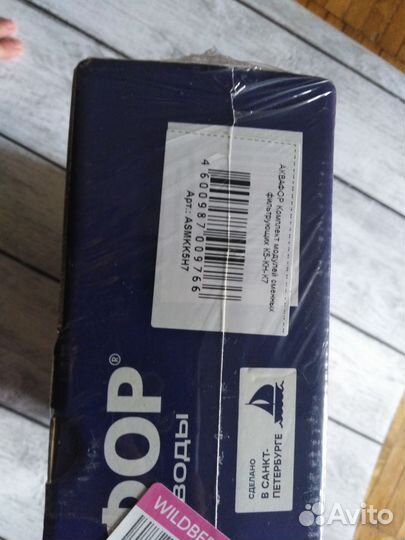 АКВАФОР Комплект модулей сменных
фильтрующих К5-КН-К7
4 600987 009766
Арт.: ASMKK5H7
ФОР®
ВОДЫ
СДЕЛАНО
В САНКТ-
ПЕТЕРБУРГЕ
WILDBE
Avito